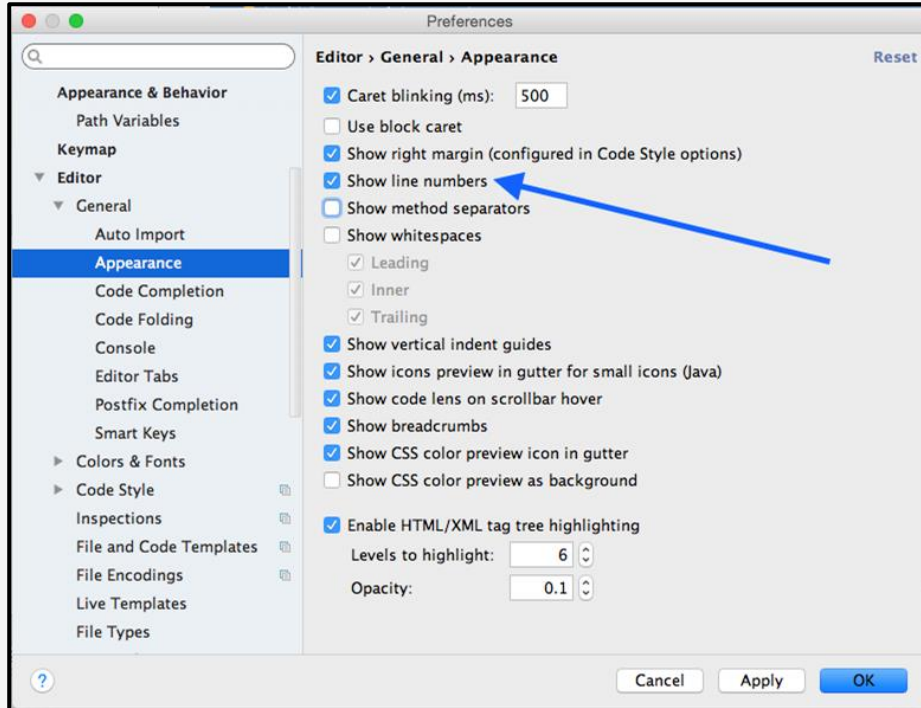 Preferences
Appearance & Behavior
Path Variables
Keymap
Editor
General
Auto Import
Appearance
Code Completion
Code Folding
Console
Editor Tabs
Postfix Completion
Smart Keys
Colors & Fonts
Code Style
Inspections
File and Code Templates
File Encodings
Live Templates
File Types
Editor › General › Appearance
Reset
Caret blinking (ms): 500
Use block caret
Show right margin (configured in Code Style options)
Show line numbers
Show method separators
Show whitespaces
Leading
Inner
Trailing
Show vertical indent guides
Show icons preview in gutter for small icons (Java)
Show code lens on scrollbar hover
Show breadcrumbs
Show CSS color preview icon in gutter
Show CSS color preview as background
Enable HTML/XML tag tree highlighting
Levels to highlight: 6
Opacity: 0.1
?
Cancel
Apply
OK